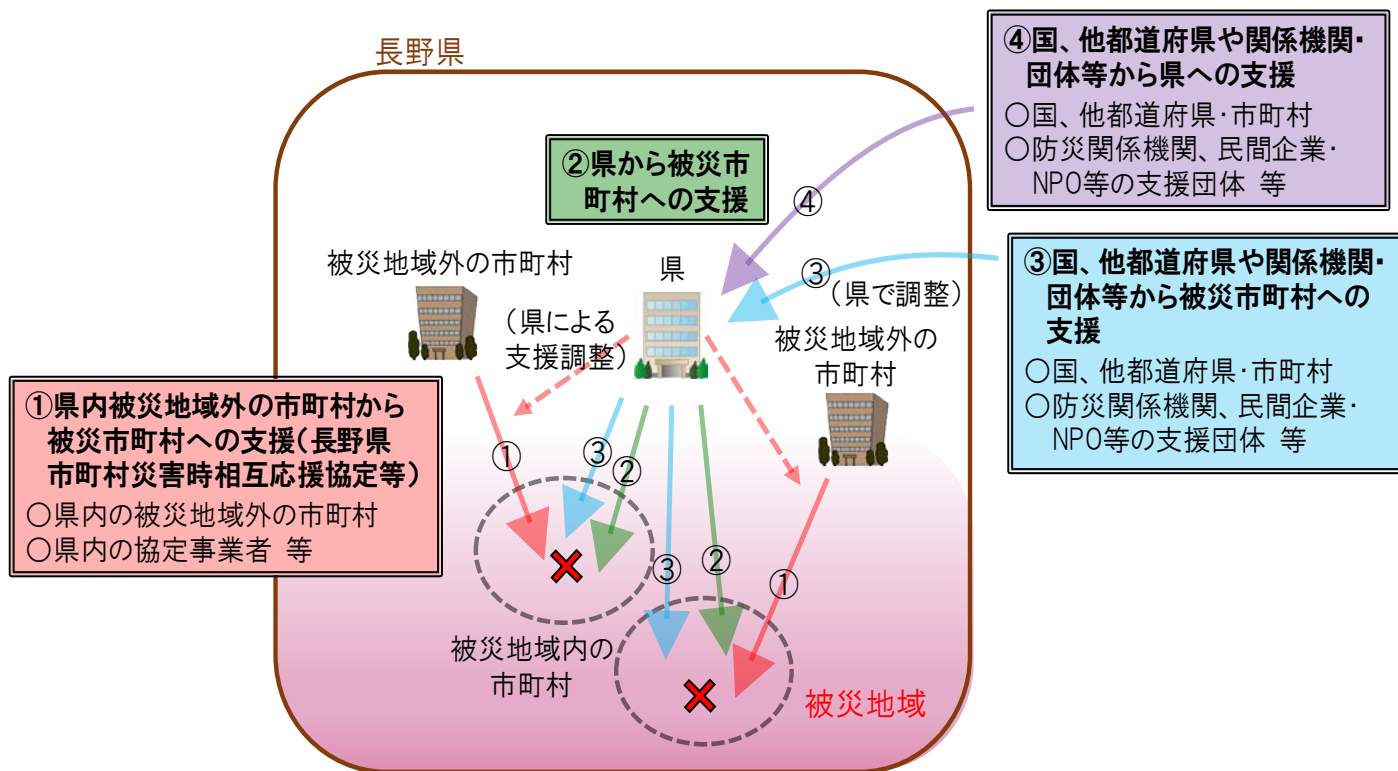 長野県
④国、他都道府県や関係機関・
団体等から県への支援
○国、他都道府県・市町村
○防災関係機関、民間企業・
NPO等の支援団体 等
②県から被災市
町村への支援
④
被災地域外の市町村
県
③
（県で調整）
③国、他都道府県や関係機関・
団体等から被災市町村への
支援
○国、他都道府県・市町村
○防災関係機関、民間企業・
NPO等の支援団体 等
（県による
支援調整）
被災地域外の
市町村
①県内被災地域外の市町村から
被災市町村への支援（長野県
市町村災害時相互応援協定等）
○県内の被災地域外の市町村
○県内の協定事業者 等
①
③
②
③
②
①
被災地域内の
市町村
被災地域